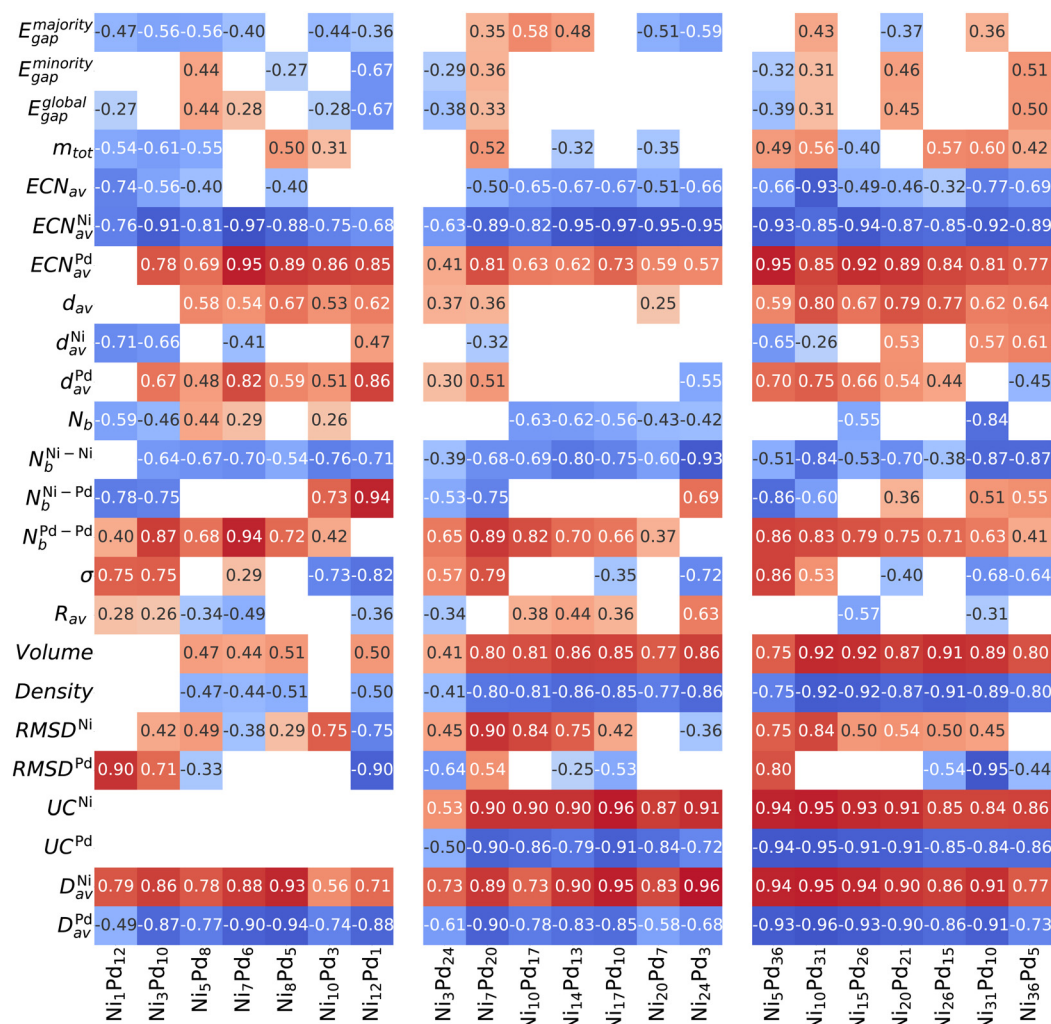 E_gap^majority -0.47 -0.56 -0.56 -0.40 -0.44 -0.36 0.35 0.58 0.48 -0.51 -0.59 0.43 -0.37 0.36
E_gap^minority 0.44 -0.27 -0.67 -0.29 0.36 -0.32 0.31 0.46 0.51
E_gap^global -0.27 0.44 0.28 -0.28 -0.67 -0.38 0.33 -0.39 0.31 0.45 0.50
m_tot -0.54 -0.61 -0.55 0.50 0.31 0.52 -0.32 -0.35 0.49 0.56 -0.40 0.57 0.60 0.42
ECN_av -0.74 -0.56 -0.40 -0.40 -0.50 -0.65 -0.67 -0.67 -0.51 -0.66 -0.66 -0.93 -0.49 -0.46 -0.32 -0.77 -0.69
ECN_av^Ni -0.76 -0.91 -0.81 -0.97 -0.88 -0.75 -0.68 -0.63 -0.89 -0.82 -0.95 -0.97 -0.95 -0.95 -0.93 -0.85 -0.94 -0.87 -0.85 -0.92 -0.89
ECN_av^Pd 0.78 0.69 0.95 0.89 0.86 0.85 0.41 0.81 0.63 0.62 0.73 0.59 0.57 0.95 0.85 0.92 0.89 0.84 0.81 0.77
d_av 0.58 0.54 0.67 0.53 0.62 0.37 0.36 0.25 0.59 0.80 0.67 0.79 0.77 0.62 0.64
d_av^Ni -0.71 -0.66 -0.41 0.47 -0.32 -0.65 -0.26 0.53 0.57 0.61
d_av^Pd 0.67 0.48 0.82 0.59 0.51 0.86 0.30 0.51 -0.55 0.70 0.75 0.66 0.54 0.44 -0.45
N_b -0.59 -0.46 0.44 0.29 0.26 -0.63 -0.62 -0.56 -0.43 -0.42 -0.55 -0.84
N_b^Ni−Ni -0.64 -0.67 -0.70 -0.54 -0.76 -0.71 -0.39 -0.68 -0.69 -0.80 -0.75 -0.60 -0.93 -0.51 -0.84 -0.53 -0.70 -0.38 -0.87 -0.87
N_b^Ni−Pd -0.78 -0.75 0.73 0.94 -0.53 -0.75 0.69 -0.86 -0.60 0.36 0.51 0.55
N_b^Pd−Pd 0.40 0.87 0.68 0.94 0.72 0.42 0.65 0.89 0.82 0.70 0.66 0.37 0.86 0.83 0.79 0.75 0.71 0.63 0.41
σ 0.75 0.75 0.29 -0.73 -0.82 0.57 0.79 -0.35 -0.72 0.86 0.53 -0.40 -0.68 -0.64
R_av 0.28 0.26 -0.34 -0.49 -0.36 -0.34 0.38 0.44 0.36 0.63 -0.57 -0.31
Volume 0.47 0.44 0.51 0.50 0.41 0.80 0.81 0.86 0.85 0.77 0.86 0.75 0.92 0.92 0.87 0.91 0.89 0.80
Density -0.47 -0.44 -0.51 -0.50 -0.41 -0.80 -0.81 -0.86 -0.85 -0.77 -0.86 -0.75 -0.92 -0.92 -0.87 -0.91 -0.89 -0.80
RMSD^Ni 0.42 0.49 -0.38 0.29 0.75 -0.75 0.45 0.90 0.84 0.75 0.42 -0.36 0.75 0.84 0.50 0.54 0.50 0.45
RMSD^Pd 0.90 0.71 -0.33 -0.90 -0.64 0.54 -0.25 -0.53 0.80 -0.54 -0.95 -0.44
UC^Ni 0.53 0.90 0.90 0.90 0.96 0.87 0.91 0.94 0.95 0.93 0.91 0.85 0.84 0.86
UC^Pd -0.50 -0.90 -0.86 -0.79 -0.91 -0.84 -0.72 -0.94 -0.95 -0.91 -0.91 -0.85 -0.84 -0.86
D_av^Ni 0.79 0.86 0.78 0.88 0.93 0.56 0.71 0.73 0.89 0.73 0.90 0.95 0.83 0.96 0.94 0.95 0.94 0.90 0.86 0.91 0.77
D_av^Pd -0.49 -0.87 -0.77 -0.90 -0.94 -0.74 -0.88 -0.61 -0.90 -0.78 -0.83 -0.85 -0.58 -0.68 -0.93 -0.96 -0.93 -0.90 -0.86 -0.91 -0.73
Ni₁Pd₁₂ Ni₃Pd₁₀ Ni₅Pd₈ Ni₇Pd₆ Ni₈Pd₅ Ni₁₀Pd₃ Ni₁₂Pd₁ Ni₃Pd₂₄ Ni₇Pd₂₀ Ni₁₀Pd₁₇ Ni₁₄Pd₁₃ Ni₁₇Pd₁₀ Ni₂₀Pd₇ Ni₂₄Pd₃ Ni₅Pd₃₆ Ni₁₀Pd₃₁ Ni₁₅Pd₂₆ Ni₂₀Pd₂₁ Ni₂₆Pd₁₅ Ni₃₁Pd₁₀ Ni₃₆Pd₅